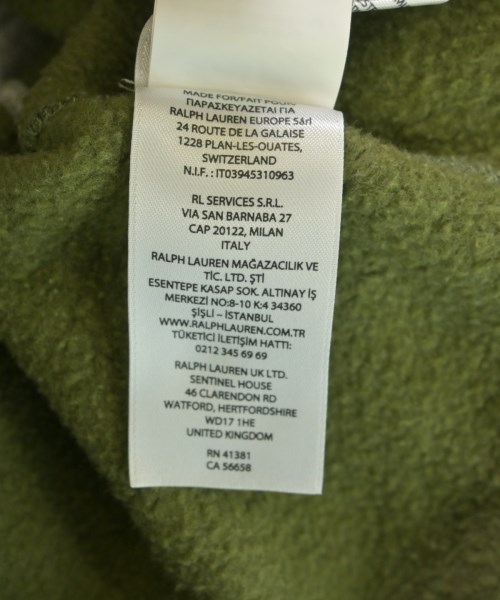 MADE FOR/FAIT POUR
ΠΑΡΑΣΚΕΥΑΖΕΤΑΙ ΓΙΑ
RALPH LAUREN EUROPE Sàrl
24 ROUTE DE LA GALAISE
1228 PLAN-LES-OUATES,
SWITZERLAND
N.I.F. : IT03945310963
RL SERVICES S.R.L.
VIA SAN BARNABA 27
CAP 20122, MILAN
ITALY
RALPH LAUREN MAĞAZACILIK VE
TİC. LTD. ŞTİ
ESENTEPE KASAP SOK. ALTINAY İŞ
MERKEZİ NO:8-10 K:4 34360
ŞİŞLİ – İSTANBUL
WWW.RALPHLAUREN.COM.TR
TÜKETİCİ İLETİŞİM HATTI:
0212 345 69 69
RALPH LAUREN UK LTD.
SENTINEL HOUSE
46 CLARENDON RD
WATFORD, HERTFORDSHIRE
WD17 1HE
UNITED KINGDOM
RN 41381
CA 56658